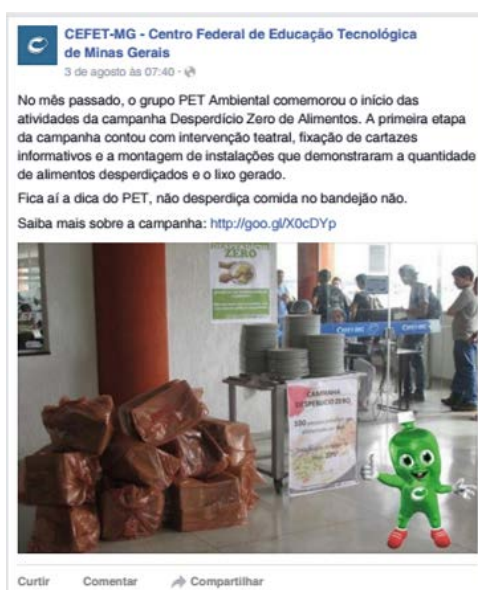 CEFET-MG - Centro Federal de Educação Tecnológica
de Minas Gerais
3 de agosto às 07:40 ·
No mês passado, o grupo PET Ambiental comemorou o início das
atividades da campanha Desperdício Zero de Alimentos. A primeira etapa
da campanha contou com intervenção teatral, fixação de cartazes
informativos e a montagem de instalações que demonstraram a quantidade
de alimentos desperdiçados e o lixo gerado.
Fica aí a dica do PET, não desperdiça comida no bandejão não.
Saiba mais sobre a campanha: http://goo.gl/X0cDYp
ZERO
CEFET-MG
CAMPANHA
DESPERDÍCIO ZERO
Curtir Comentar Compartilhar